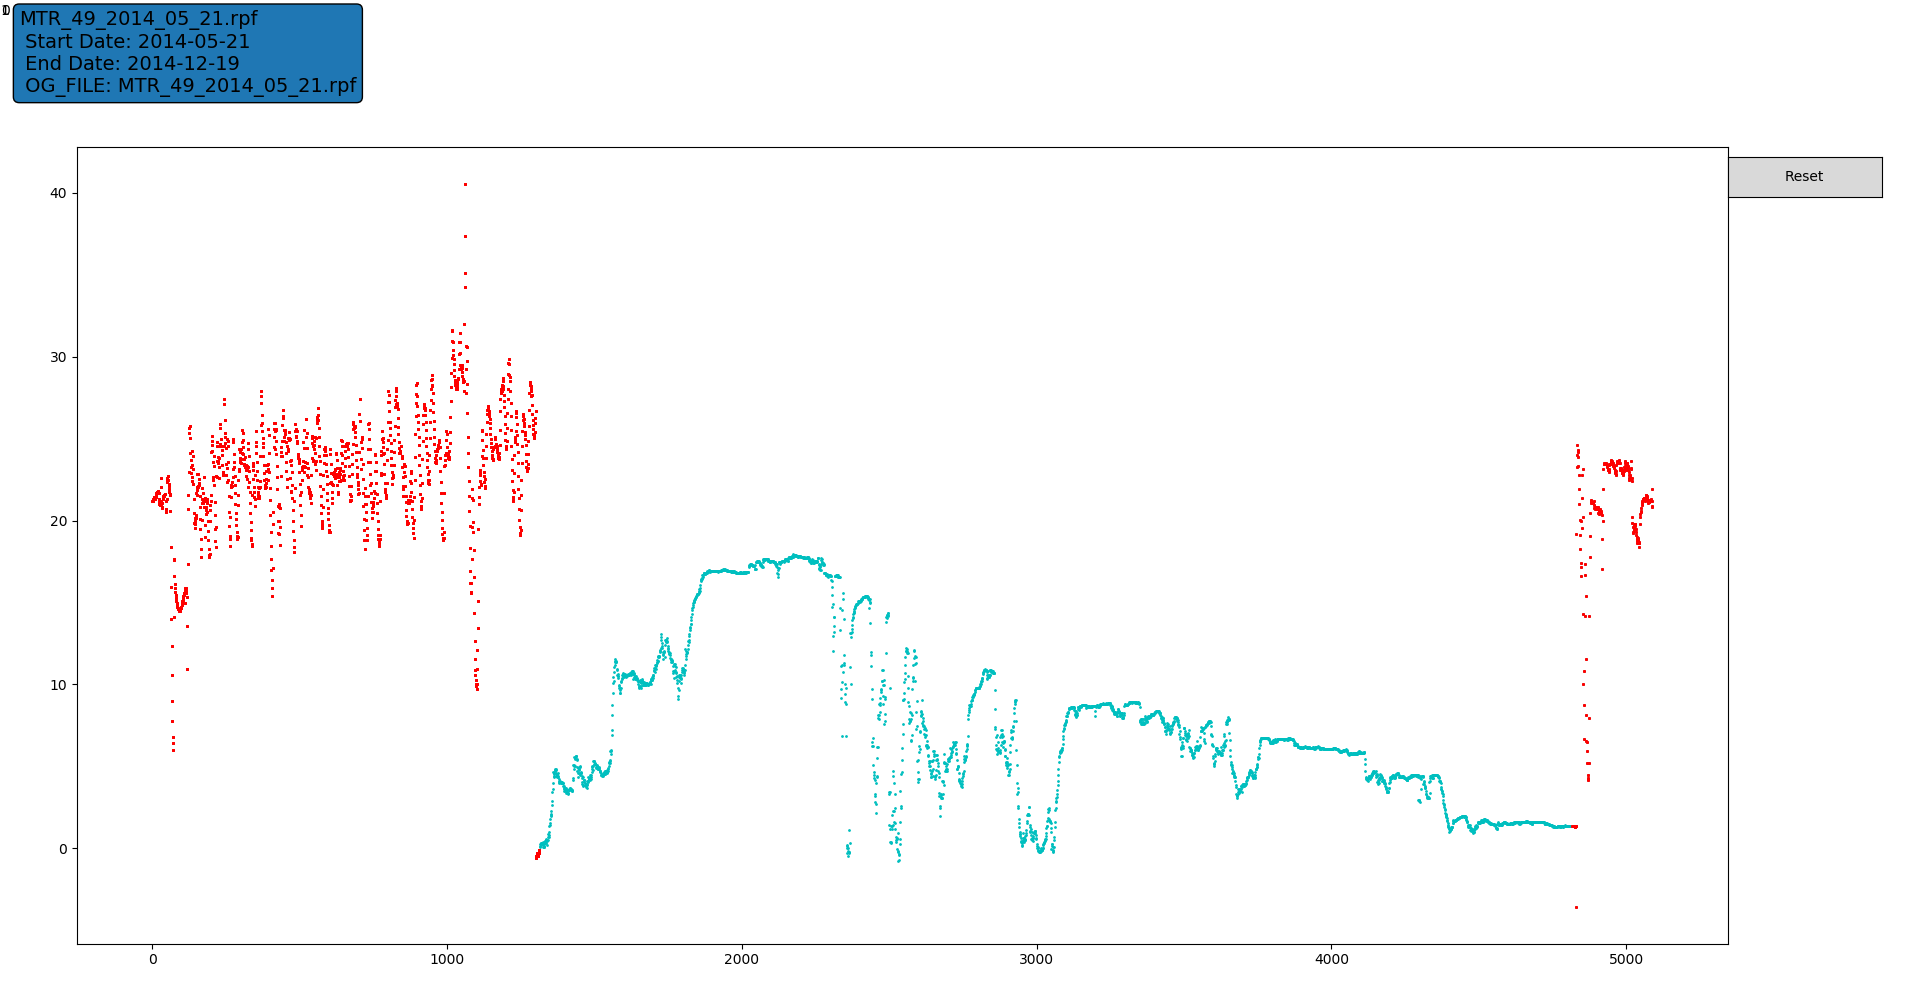 MTR_49_2014_05_21.rpf
Start Date: 2014-05-21
End Date: 2014-12-19
OG_FILE: MTR_49_2014_05_21.rpf
Reset
40
30
20
10
0
0 1000 2000 3000 4000 5000